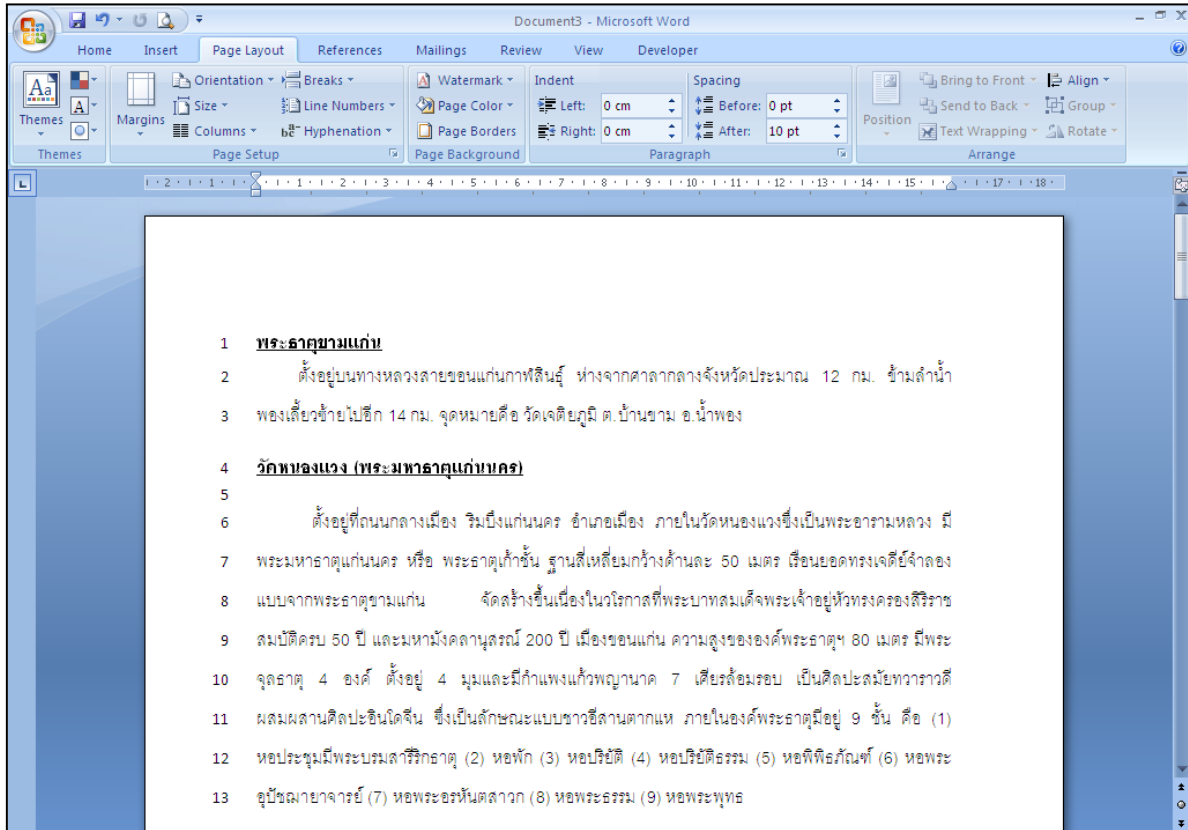 Document3 - Microsoft Word
Home Insert Page Layout References Mailings Review View Developer
Aa Orientation Breaks Watermark Indent Spacing Bring to Front Align
A Size Line Numbers Page Color Left: 0 cm Before: 0 pt Send to Back Group
Themes Margins Columns Hyphenation Page Borders Right: 0 cm After: 10 pt Position Text Wrapping Rotate
Themes Page Setup Page Background Paragraph Arrange
2 1 1 2 3 4 5 6 7 8 9 10 11 12 13 14 15 17 18
1 พระธาตุขามแก่น
2 ตั้งอยู่บนทางหลวงสายขอนแก่นกาฬสินธุ์ ห่างจากศาลากลางจังหวัดประมาณ 12 กม. ข้ามลำน้ำ
3 พองเลี้ยวซ้ายไปอีก 14 กม. จุดหมายคือ วัดเจติยภูมิ ต.บ้านขาม อ.น้ำพอง
4 วัดหนองแวง (พระมหาธาตุแก่นนคร)
5
6 ตั้งอยู่ที่ถนนกลางเมือง ริมบึงแก่นนคร อำเภอเมือง ภายในวัดหนองแวงซึ่งเป็นพระอารามหลวง มี
7 พระมหาธาตุแก่นนคร หรือ พระธาตุเก้าชั้น ฐานสี่เหลี่ยมกว้างด้านละ 50 เมตร เรือนยอดทรงเจดีย์จำลอง
8 แบบจากพระธาตุขามแก่น จัดสร้างขึ้นเนื่องในวโรกาสที่พระบาทสมเด็จพระเจ้าอยู่หัวทรงครองสิริราช
9 สมบัติครบ 50 ปี และมหามังคลานุสรณ์ 200 ปี เมืองขอนแก่น ความสูงขององค์พระธาตุฯ 80 เมตร มีพระ
10 จุลธาตุ 4 องค์ ตั้งอยู่ 4 มุมและมีกำแพงแก้วพญานาค 7 เศียรล้อมรอบ เป็นศิลปะสมัยทวาราวดี
11 ผสมผสานศิลปะอินโดจีน ซึ่งเป็นลักษณะแบบชาวอีสานตากแห ภายในองค์พระธาตุมีอยู่ 9 ชั้น คือ (1)
12 หอประชุมมีพระบรมสารีริกธาตุ (2) หอพัก (3) หอปริยัติ (4) หอปริยัติธรรม (5) หอพิพิธภัณฑ์ (6) หอพระ
13 อุปัชฌายาจารย์ (7) หอพระอรหันตสาวก (8) หอพระธรรม (9) หอพระพุทธ